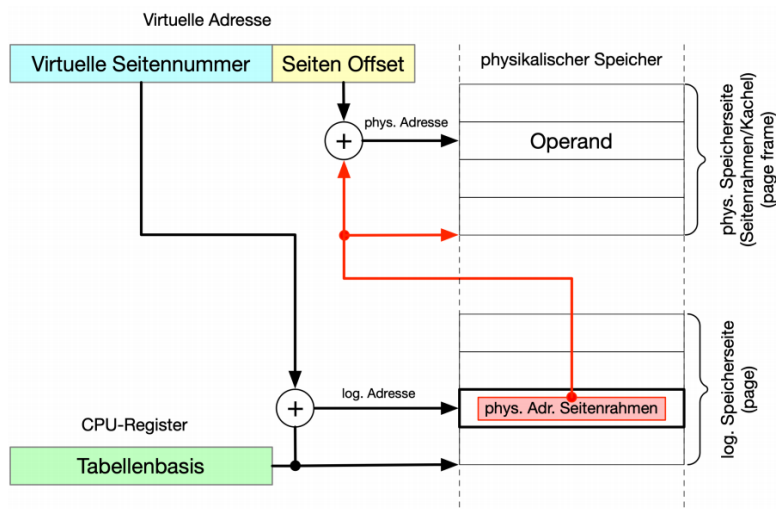 Virtuelle Adresse
Virtuelle Seitennummer
Seiten Offset
physikalischer Speicher
phys. Adresse
+
Operand
phys. Speicherseite
(Seitenrahmen/Kachel)
(page frame)
log. Adresse
+
phys. Adr. Seitenrahmen
log. Speicherseite
(page)
CPU-Register
Tabellenbasis